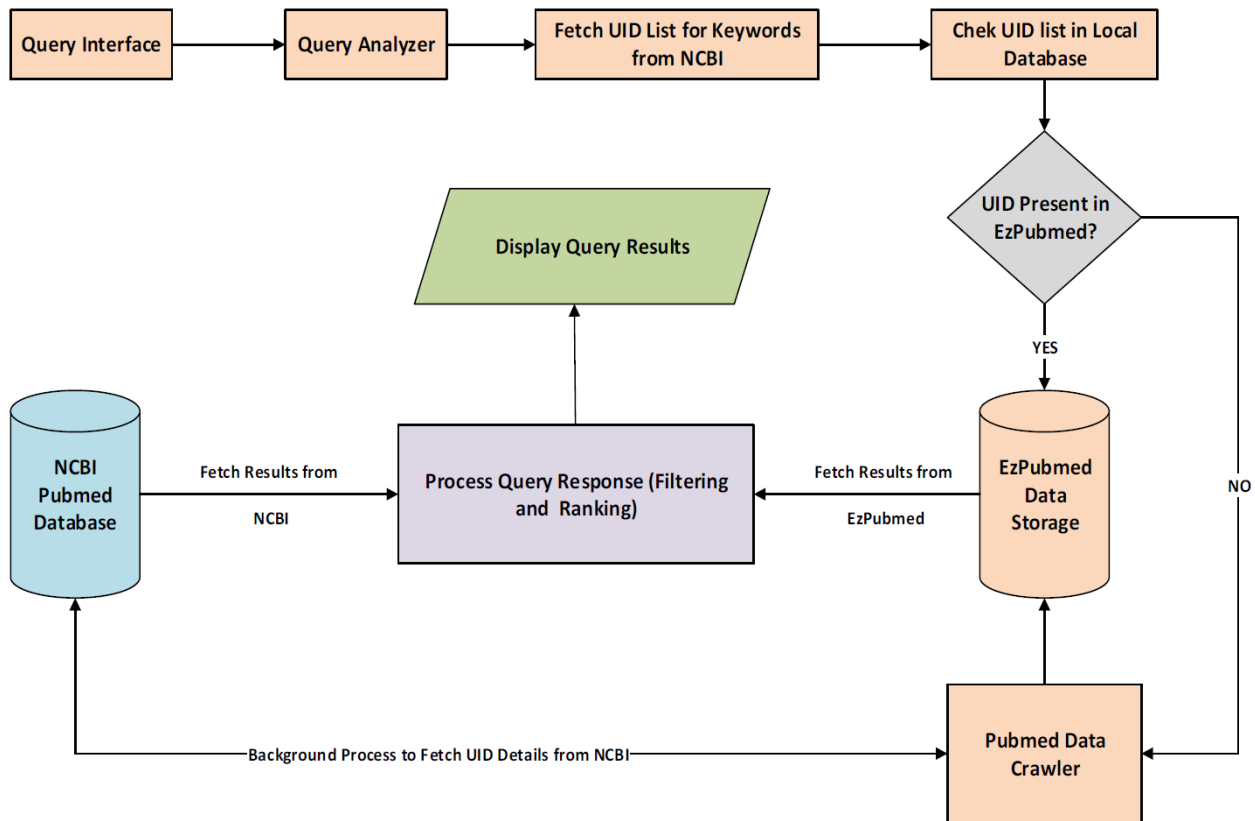 Query Interface
Query Analyzer
Fetch UID List for Keywords
from NCBI
Chek UID list in Local
Database
UID Present in
EzPubmed?
Display Query Results
YES
NO
NCBI
Pubmed
Database
Fetch Results from
NCBI
Process Query Response (Filtering
and Ranking)
Fetch Results from
EzPubmed
EzPubmed
Data
Storage
Background Process to Fetch UID Details from NCBI
Pubmed Data
Crawler